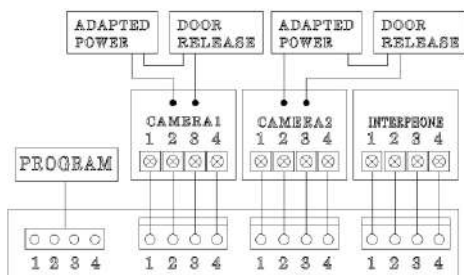 ADAPTED POWER
DOOR RELEASE
ADAPTED POWER
DOOR RELEASE
CAMERA1
CAMERA2
INTERPHONE
1 2 3 4
1 2 3 4
1 2 3 4
PROGRAM
1 2 3 4
1 2 3 4
1 2 3 4
1 2 3 4